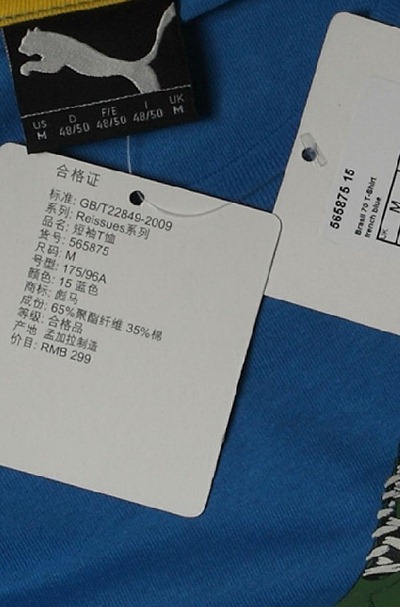 US D F/E I UK
M 48/50 48/50 48/50 M
合格证
标准: GB/T22849-2009
系列: Reissues系列
品名: 短袖T恤
货号: 565875
尺码: M
号型: 175/96A
颜色: 15 蓝色
商标: 彪马
成份: 65%聚酯纤维 35%棉
等级: 合格品
产地: 孟加拉制造
价目: RMB 299
565875 15
Brasil 70 T-Shirt
french blue
UK M